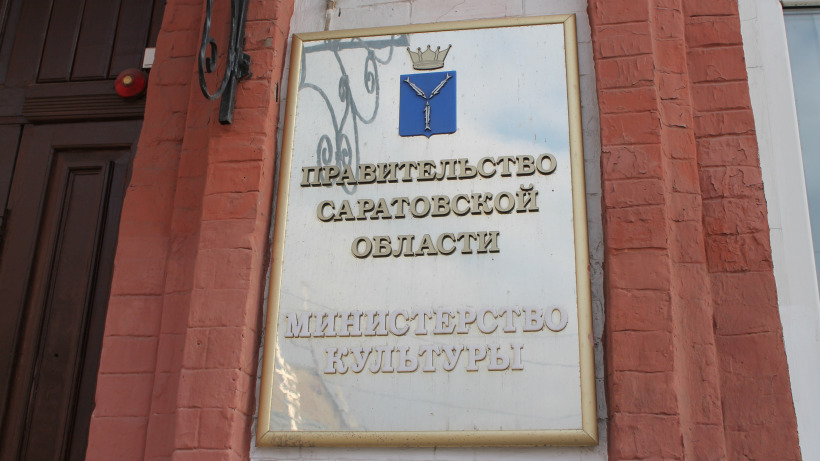 ПРАВИТЕЛЬСТВО
САРАТОВСКОЙ
ОБЛАСТИ
МИНИСТЕРСТВО
КУЛЬТУРЫ